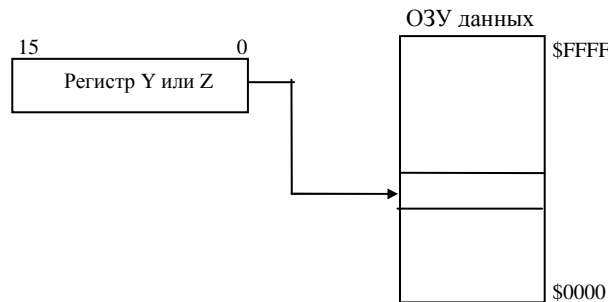 ОЗУ данных
15 0
$FFFF
Регистр Y или Z
$0000